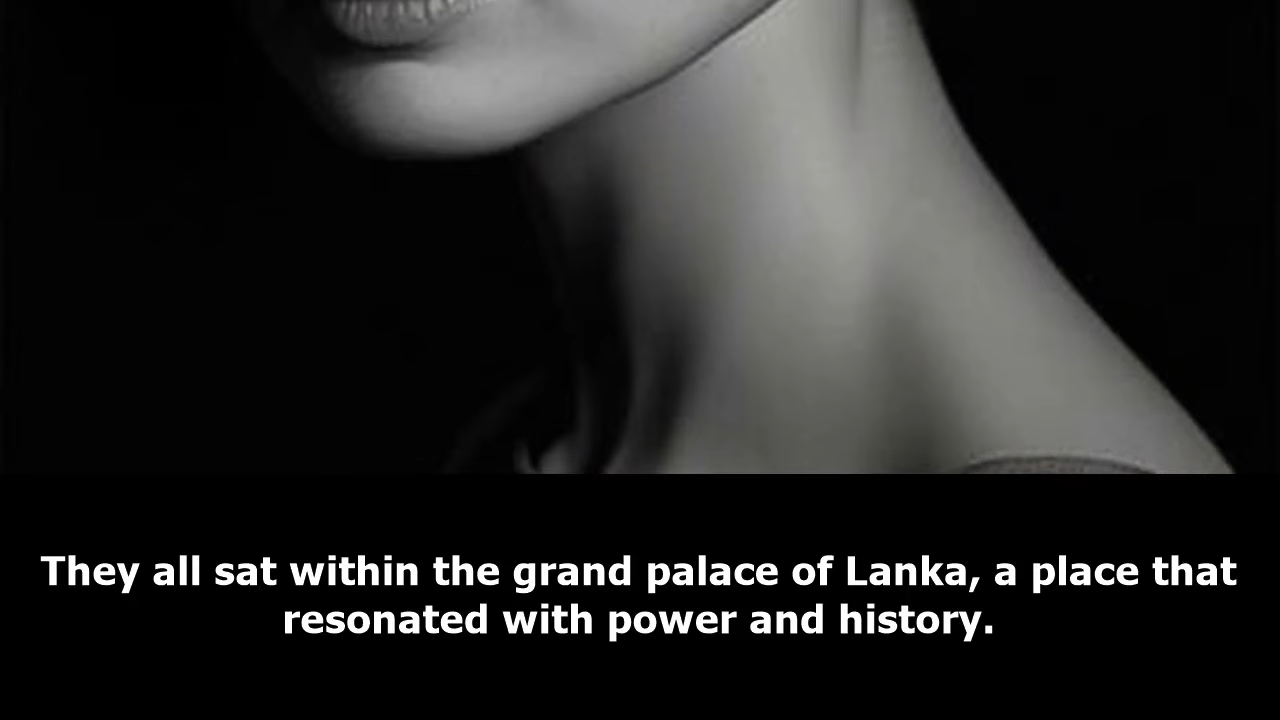 They all sat within the grand palace of Lanka, a place that
resonated with power and history.